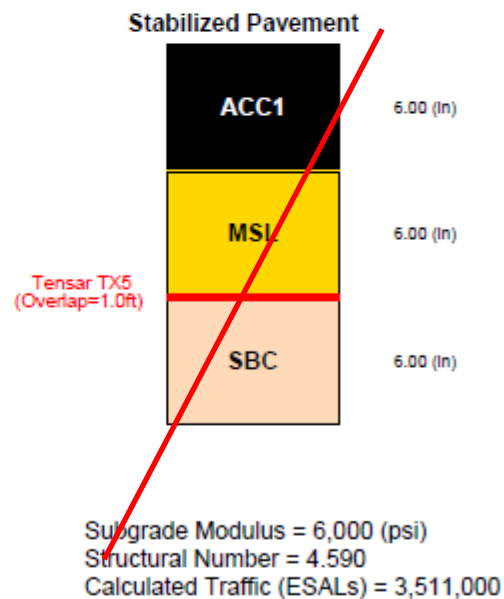 Stabilized Pavement
ACC1
6.00 (in)
MSL
6.00 (in)
Tensar TX5
(Overlap=1.0ft)
SBC
6.00 (in)
Subgrade Modulus = 6,000 (psi)
Structural Number = 4.590
Calculated Traffic (ESALs) = 3,511,000